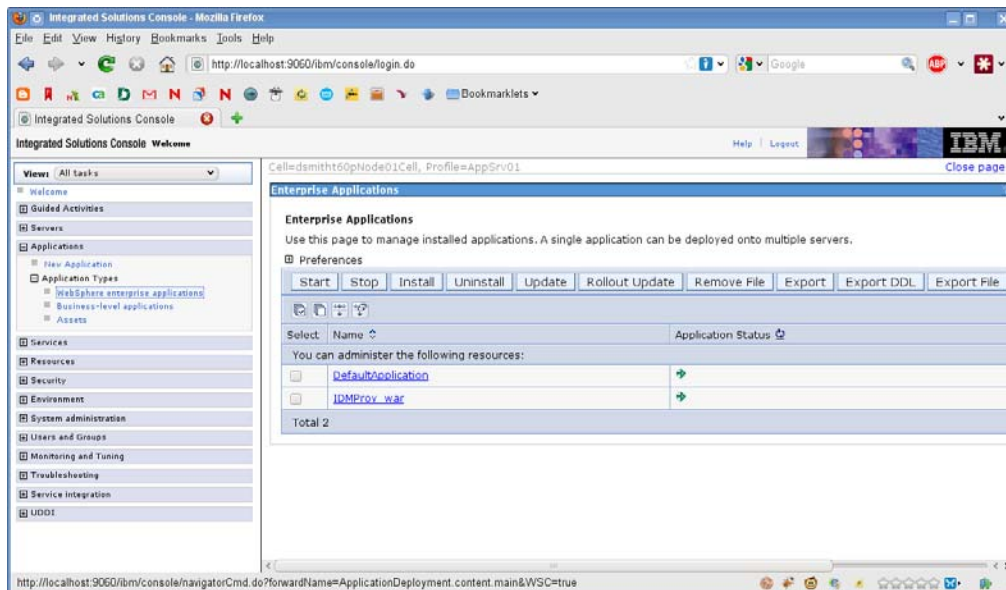 Integrated Solutions Console - Mozilla Firefox
File Edit View History Bookmarks Tools Help
http://localhost:9060/ibm/console/login.do
Google
ABP
Bookmarklets
Integrated Solutions Console
Integrated Solutions Console Welcome
Help | Logout
IBM.
View: All tasks
Cell=dsmitht60pNode01Cell, Profile=AppSrv01
Close page
Welcome
Guided Activities
Servers
Applications
New Application
Application Types
WebSphere enterprise applications
Business-level applications
Assets
Services
Resources
Security
Environment
System administration
Users and Groups
Monitoring and Tuning
Troubleshooting
Service integration
UDDI
Enterprise Applications
Enterprise Applications
Use this page to manage installed applications. A single application can be deployed onto multiple servers.
Preferences
Start Stop Install Uninstall Update Rollout Update Remove File Export Export DDL Export File
Select Name Application Status
You can administer the following resources:
DefaultApplication
IDMProv_war
Total 2
http://localhost:9060/ibm/console/navigatorCmd.do?forwardName=ApplicationDeployment.content.main&WSC=true